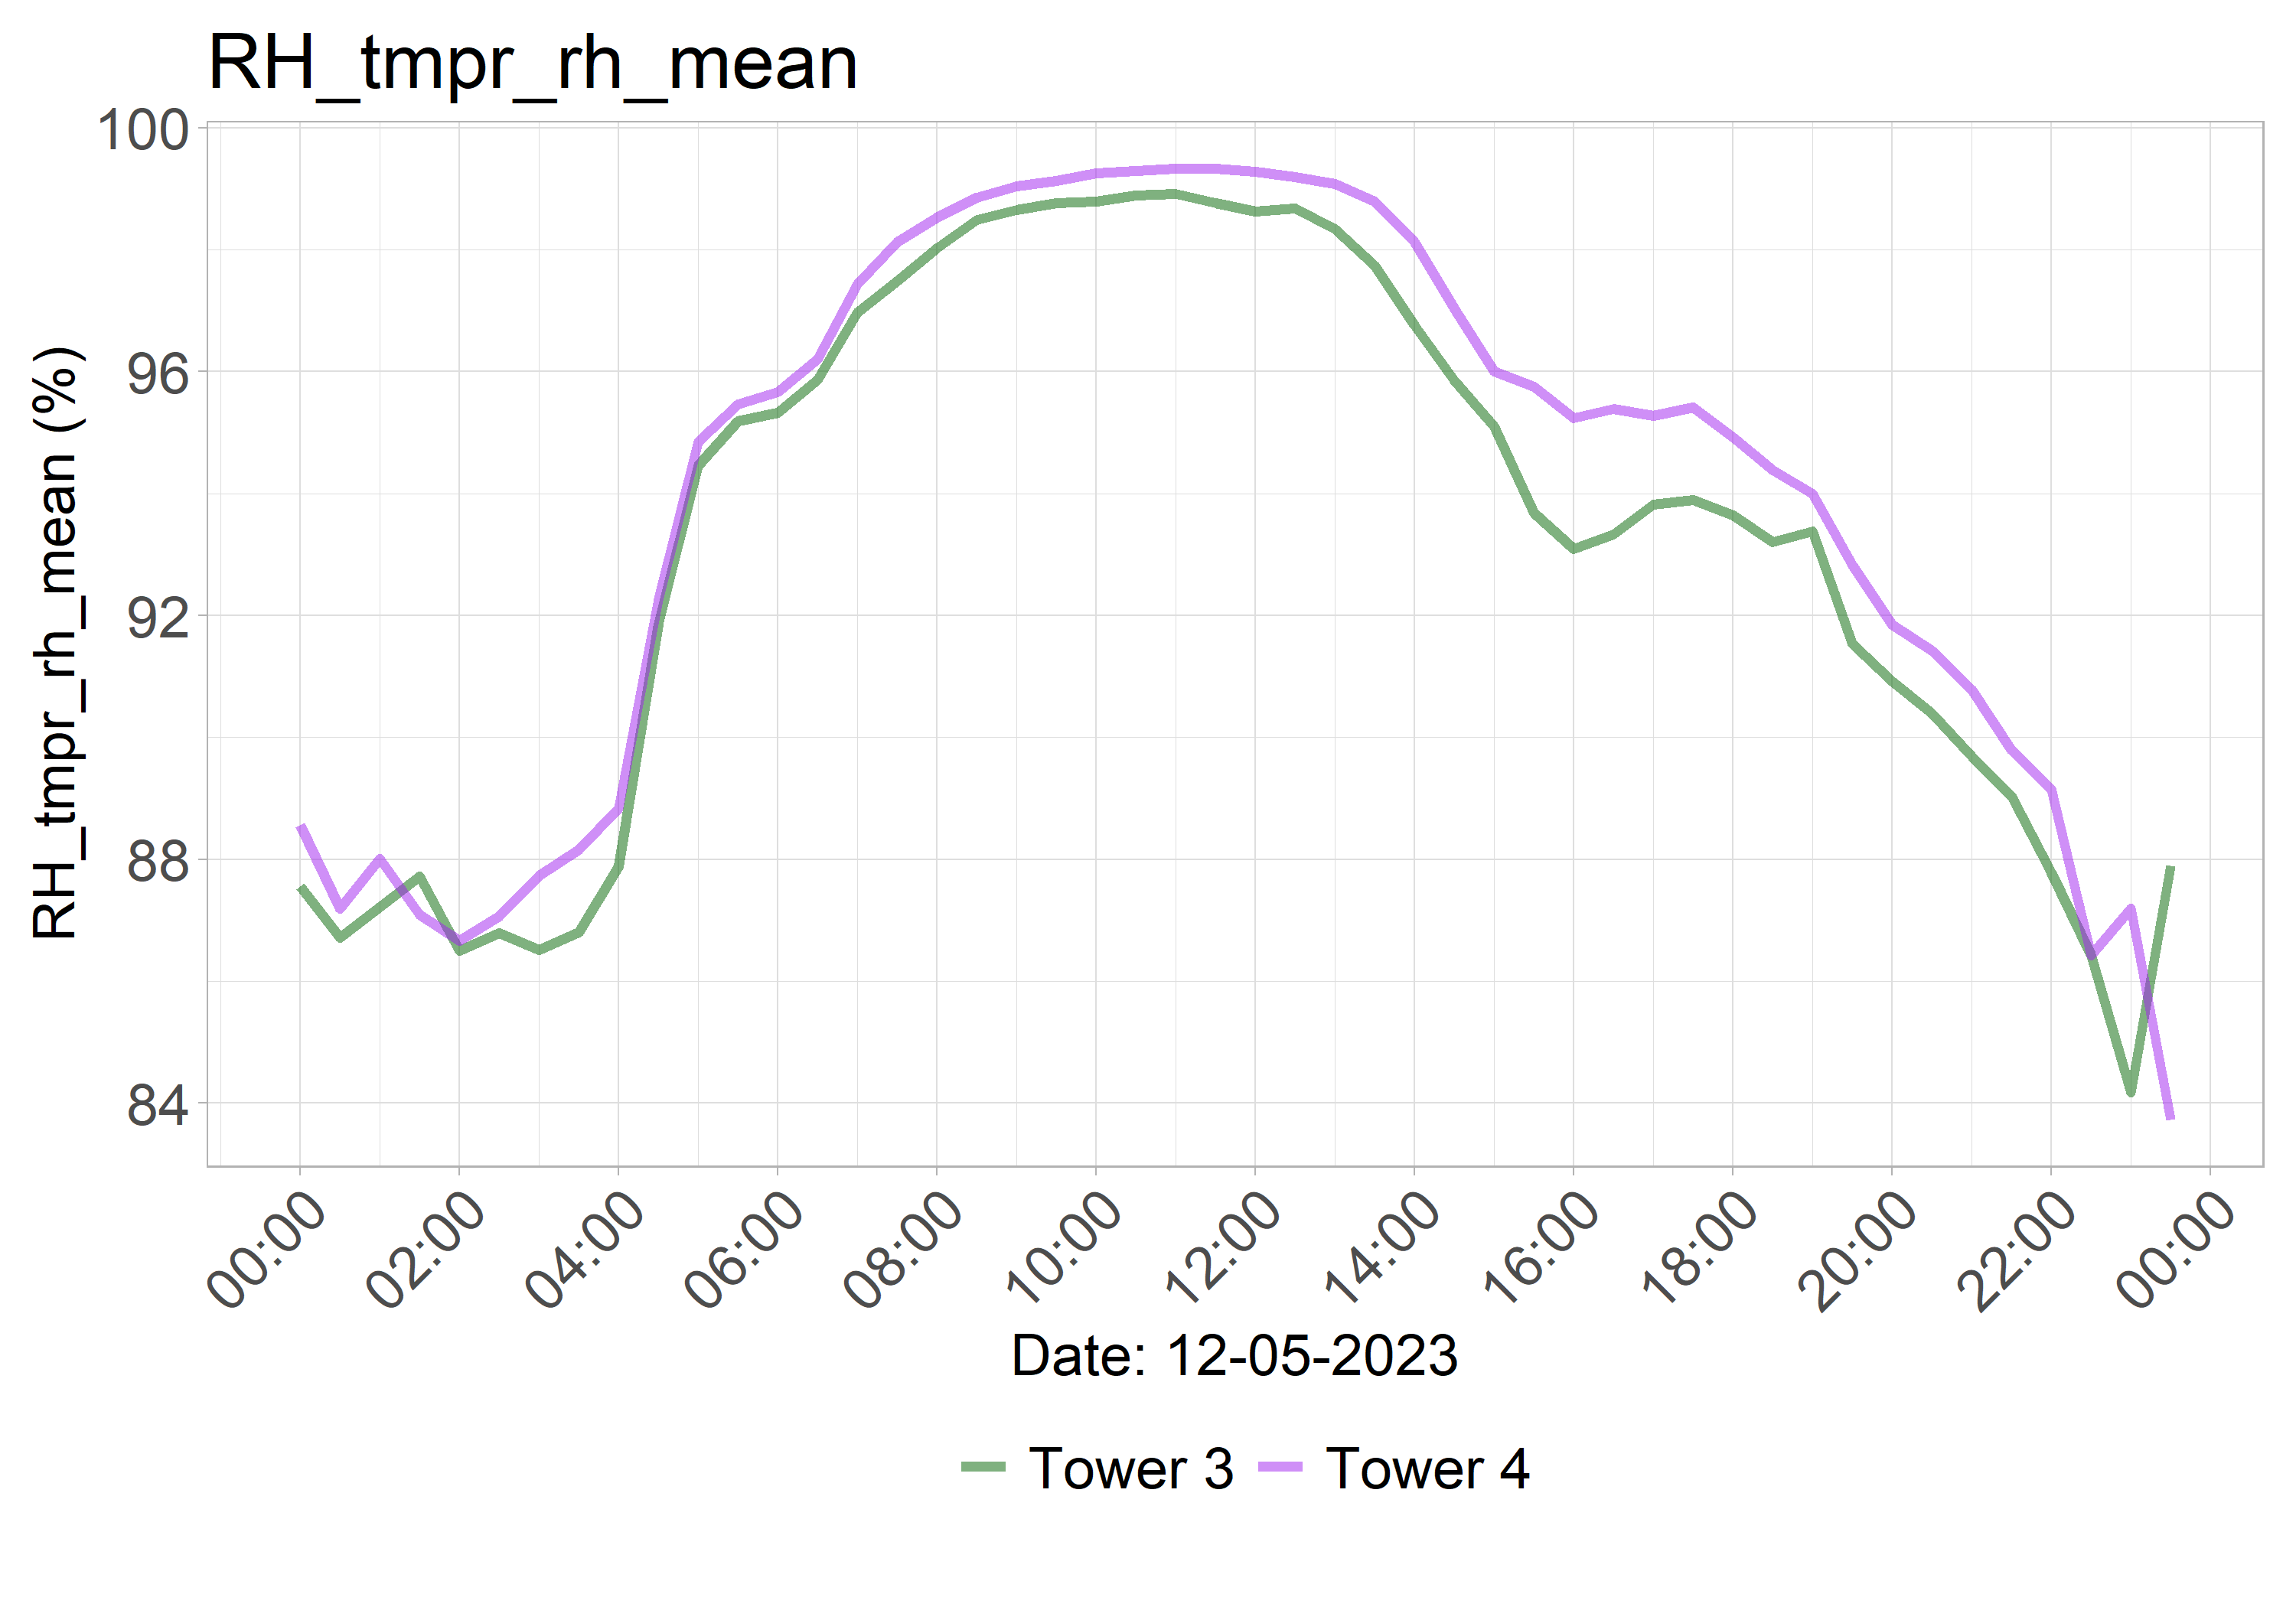 RH_tmpr_rh_mean
RH_tmpr_rh_mean (%)
100
96
92
88
84
00:00 02:00 04:00 06:00 08:00 10:00 12:00 14:00 16:00 18:00 20:00 22:00 00:00
Date: 12-05-2023
Tower 3 Tower 4